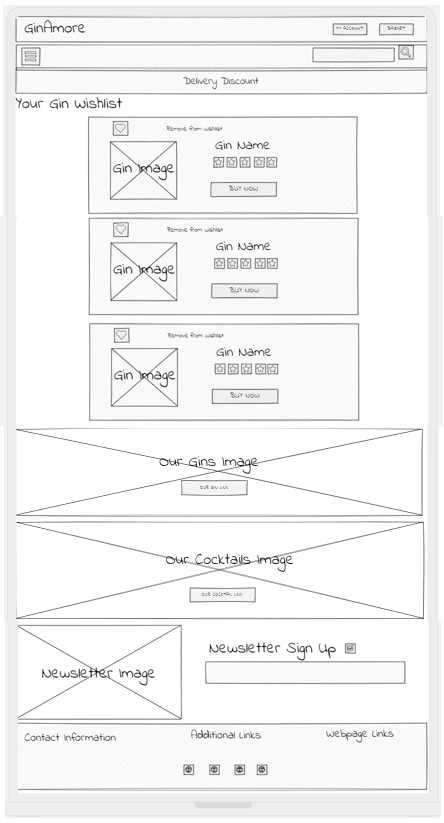 GinAmore
MY ACCOUNT
BASKET
Delivery Discount
Your Gin Wishlist
Remove from wishlist
Gin Image
Gin Name
BUY NOW
Remove from wishlist
Gin Image
Gin Name
BUY NOW
Remove from wishlist
Gin Image
Gin Name
BUY NOW
Our Gins Image
OUR GIN LINK
Our Cocktails Image
OUR COCKTAIL LINK
Newsletter Image
Newsletter Sign Up
Contact Information
Additional Links
Webpage Links